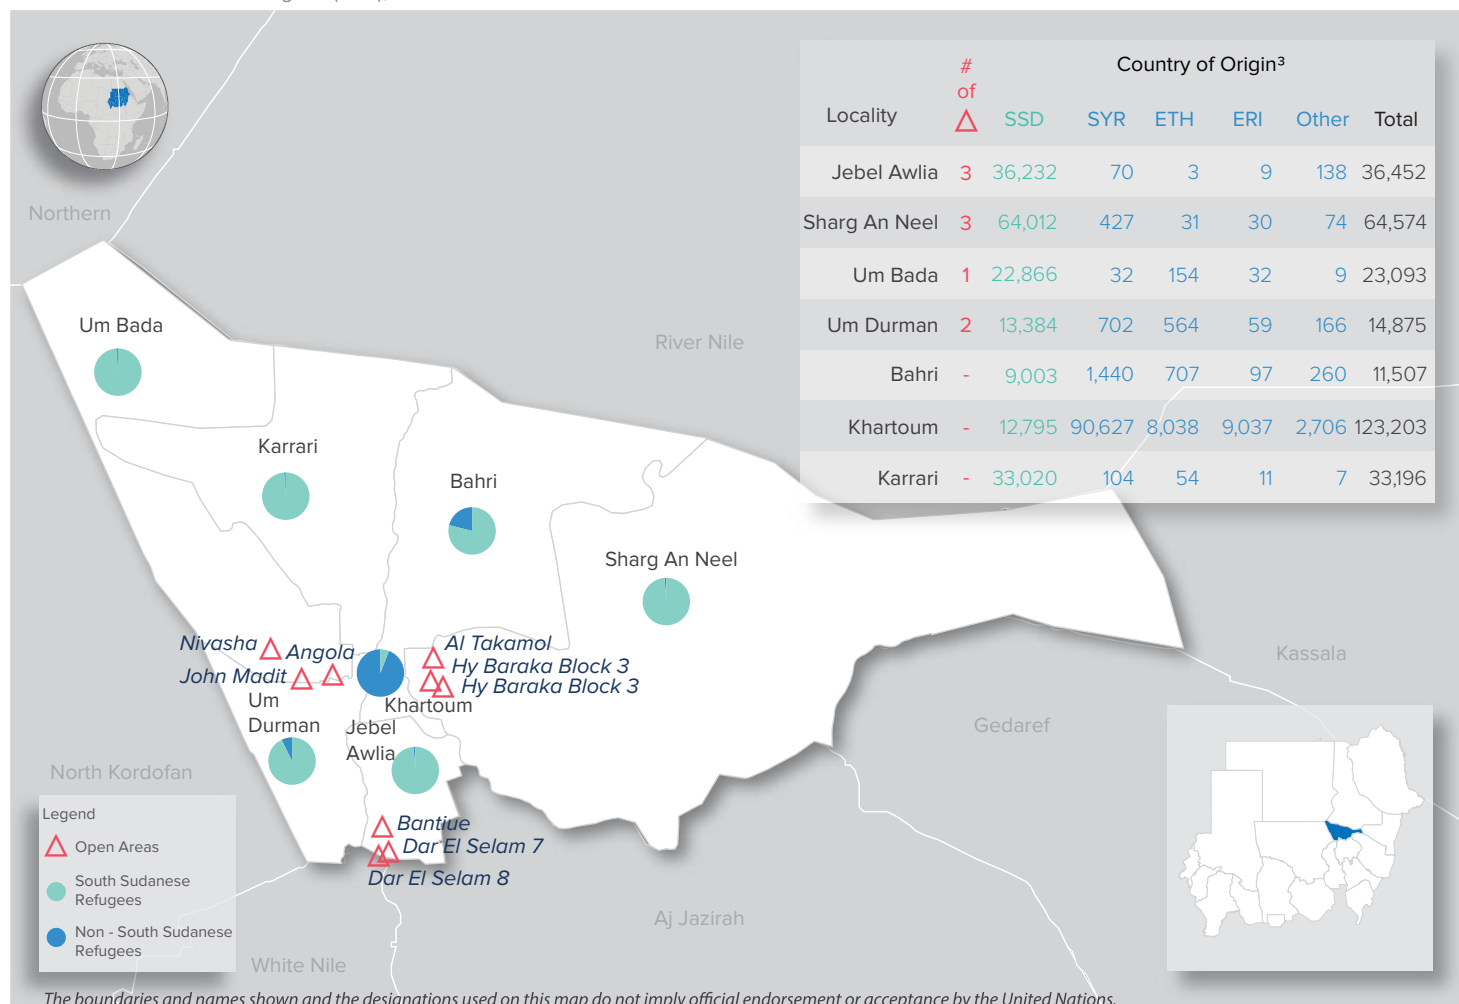 Country of Origin³
# of
Locality SSD SYR ETH ERI Other Total
Jebel Awlia 3 36,232 70 3 9 138 36,452
Sharg An Neel 3 64,012 427 31 30 74 64,574
Um Bada 1 22,866 32 154 32 9 23,093
Um Durman 2 13,384 702 564 59 166 14,875
Bahri - 9,003 1,440 707 97 260 11,507
Khartoum - 12,795 90,627 8,038 9,037 2,706 123,203
Karrari - 33,020 104 54 11 7 33,196
Northern
River Nile
Um Bada
Karrari
Bahri
Sharg An Neel
Nivasha
Angola
John Madit
Al Takamol
Hy Baraka Block 3
Hy Baraka Block 3
Um
Durman
Khartoum
Jebel
Awlia
Kassala
Gedaref
North Kordofan
Bantiue
Dar El Selam 7
Dar El Selam 8
Aj Jazirah
White Nile
Legend
Open Areas
South Sudanese
Refugees
Non - South Sudanese
Refugees
The boundaries and names shown and the designations used on this map do not imply official endorsement or acceptance by the United Nations.